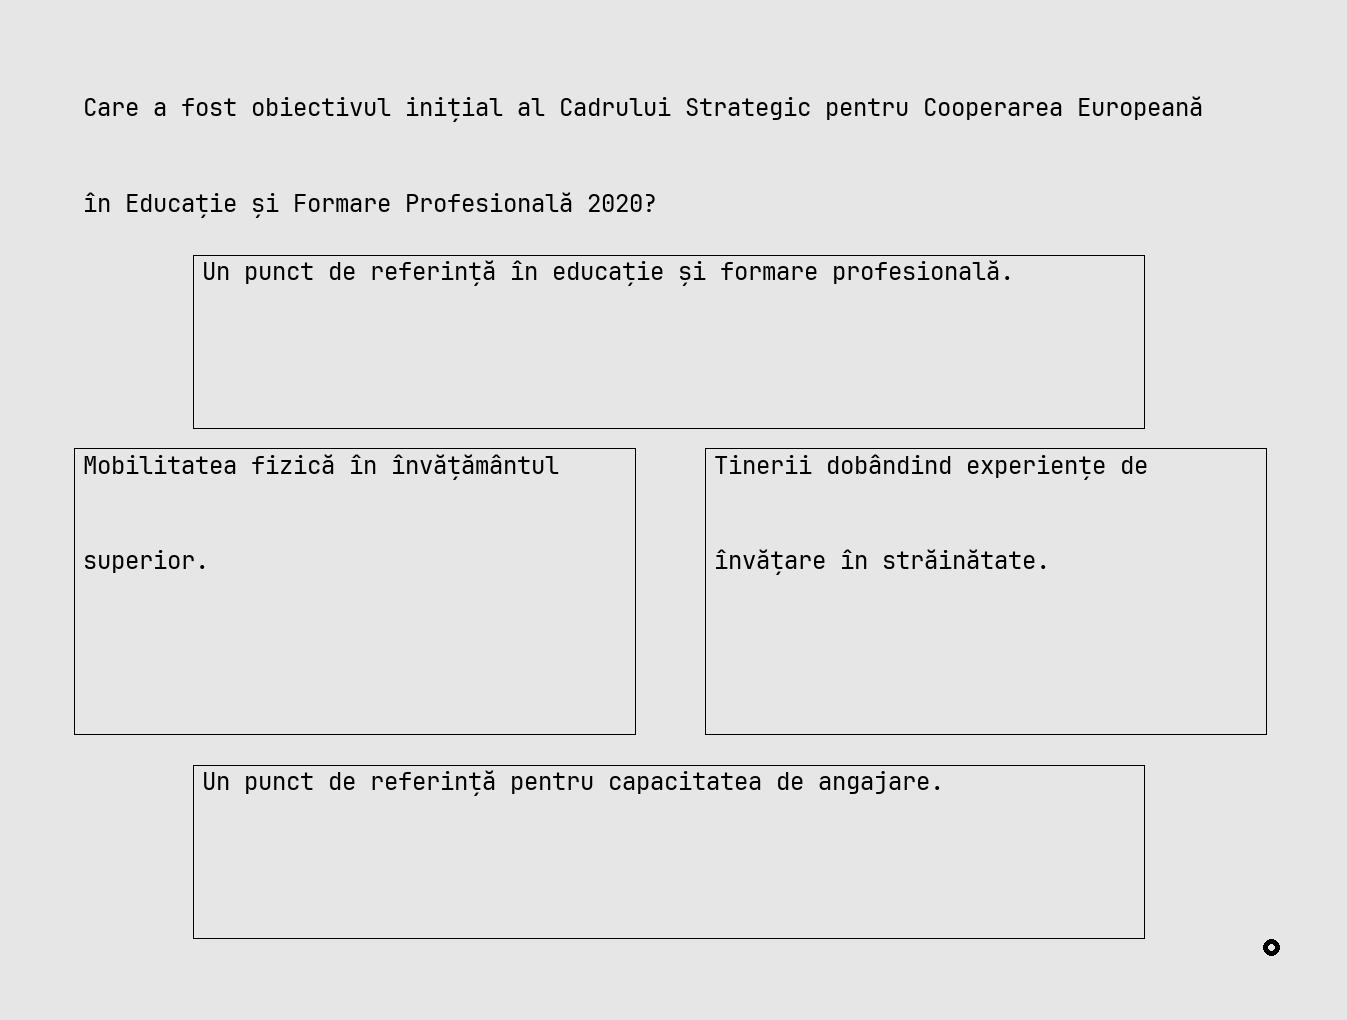 Care a fost obiectivul inițial al Cadrului Strategic pentru Cooperarea Europeană
în Educație și Formare Profesională 2020?
Un punct de referință în educație și formare profesională.
Mobilitatea fizică în învățământul
superior.
Tinerii dobândind experiențe de
învățare în străinătate.
Un punct de referință pentru capacitatea de angajare.